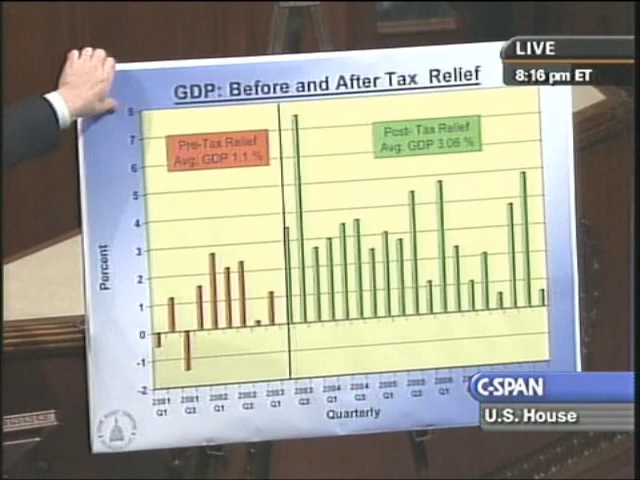 LIVE
8:16 pm ET
GDP: Before and After Tax Relief
Pre-Tax Relief
Avg. GDP 1.1 %
Post- Tax Relief
Avg. GDP 3.06 %
Percent
8
7
6
5
4
3
2
1
0
-1
-2
2001 Q1
2001 Q3
2002 Q1
2002 Q3
2003 Q1
2003 Q3
2004 Q1
2004 Q3
2005 Q1
2005 Q3
2006 Q1
Quarterly
C-SPAN
U.S. House